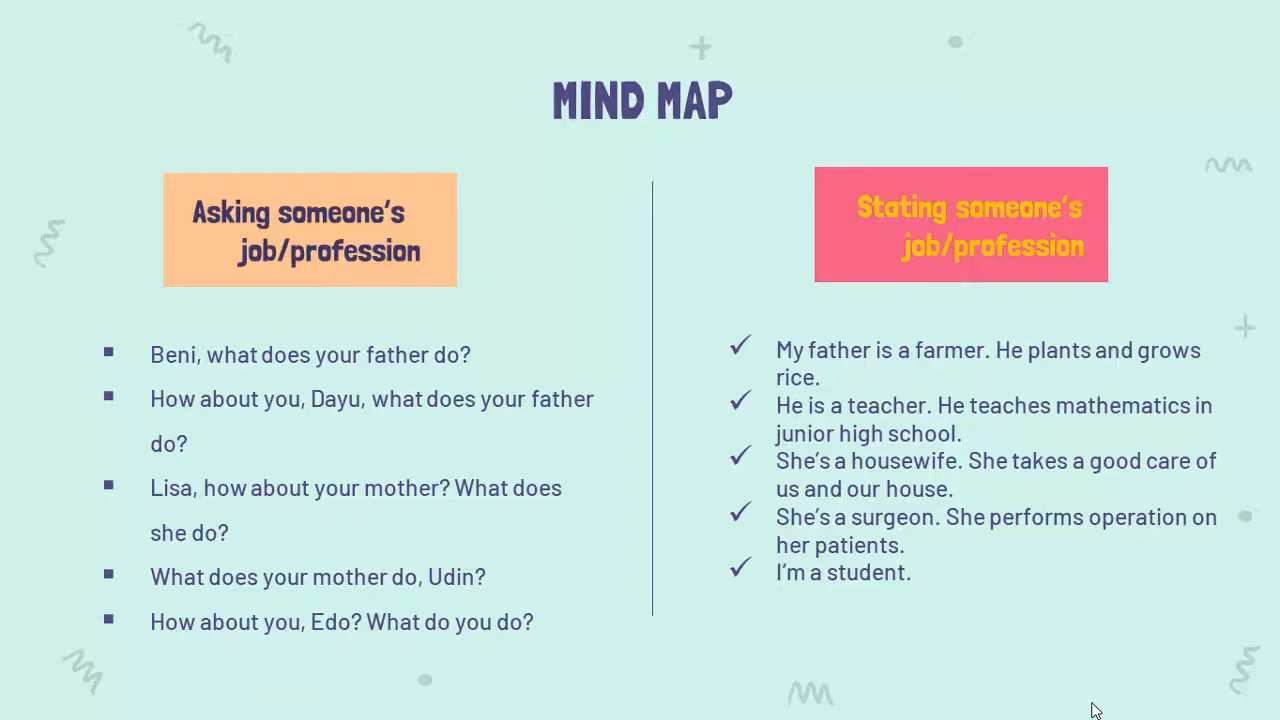 MIND MAP
Asking someone's
job/profession
Beni, what does your father do?
How about you, Dayu, what does your father
do?
Lisa, how about your mother? What does
she do?
What does your mother do, Udin?
How about you, Edo? What do you do?
Stating someone's
job/profession
My father is a farmer. He plants and grows
rice.
He is a teacher. He teaches mathematics in
junior high school.
She's a housewife. She takes a good care of
us and our house.
She's a surgeon. She performs operation on
her patients.
I'm a student.